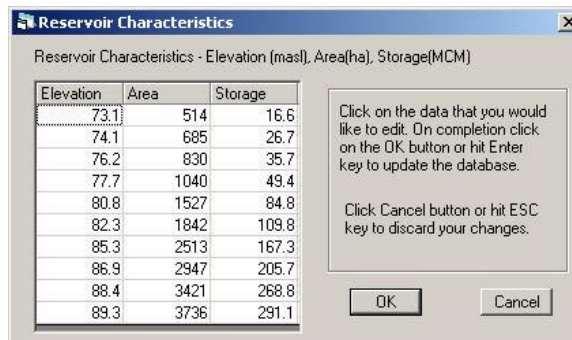 Reservoir Characteristics
Reservoir Characteristics - Elevation (masl), Area(ha), Storage(MCM)
Elevation Area Storage
73.1 514 16.6
74.1 685 26.7
76.2 830 35.7
77.7 1040 49.4
80.8 1527 84.8
82.3 1842 109.8
85.3 2513 167.3
86.9 2947 205.7
88.4 3421 268.8
89.3 3736 291.1
Click on the data that you would
like to edit. On completion click
on the OK button or hit Enter
key to update the database.
Click Cancel button or hit ESC
key to discard your changes.
OK Cancel